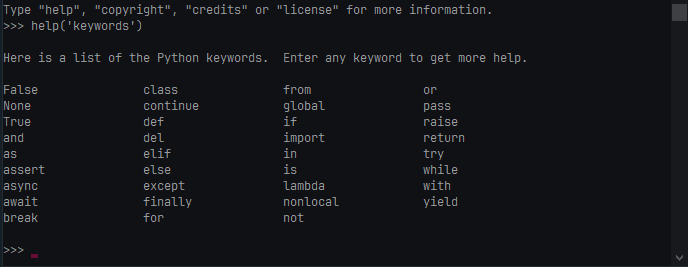 Type "help", "copyright", "credits" or "license" for more information.
>>> help('keywords')
Here is a list of the Python keywords.  Enter any keyword to get more help.
False               class               from                or
None                continue            global              pass
True                def                 if                  raise
and                 del                 import              return
as                  elif                in                  try
assert              else                is                  while
async               except              lambda              with
await               finally             nonlocal            yield
break               for                 not
>>>